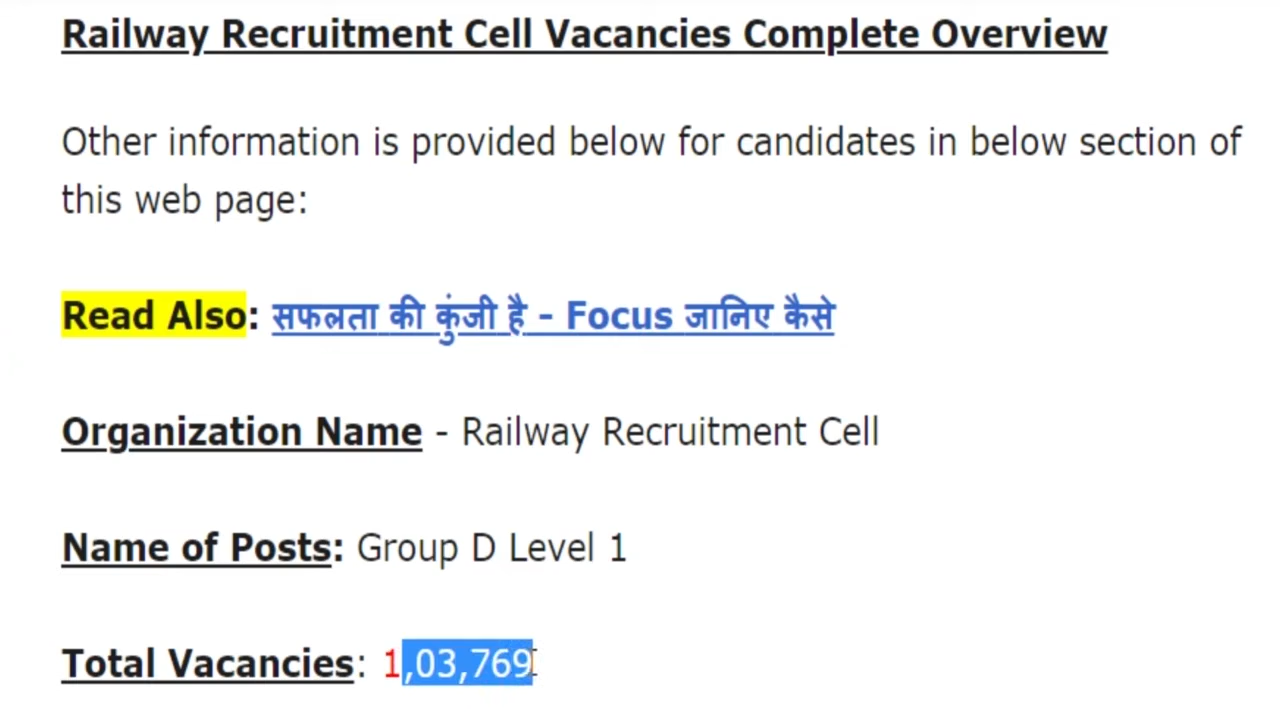 Railway Recruitment Cell Vacancies Complete Overview
Other information is provided below for candidates in below section of
this web page:
Read Also: सफलता की कुंजी है - Focus जानिए कैसे
Organization Name - Railway Recruitment Cell
Name of Posts: Group D Level 1
Total Vacancies: 1,03,769